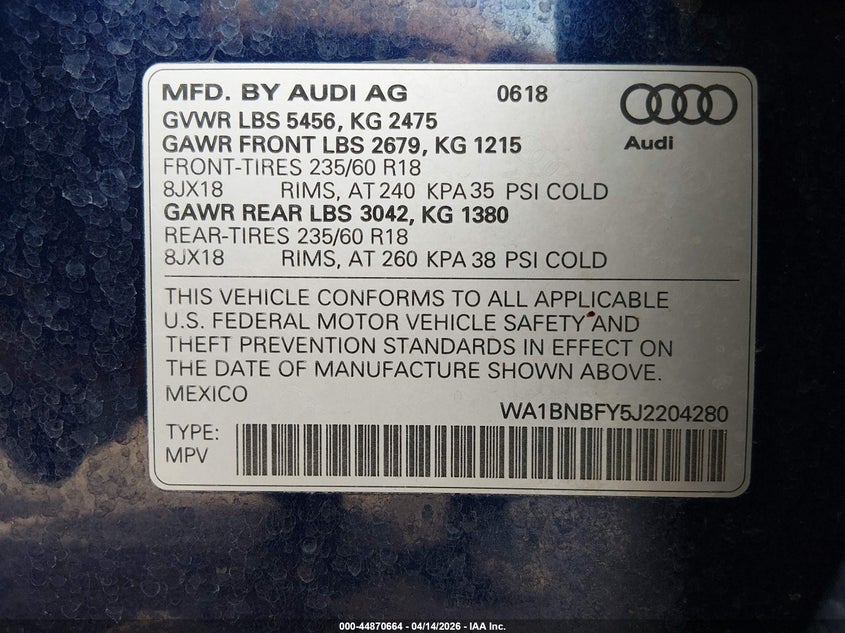 MFD. BY AUDI AG 0618
GVWR LBS 5456, KG 2475
GAWR FRONT LBS 2679, KG 1215
Audi
FRONT-TIRES 235/60 R18
8JX18 RIMS, AT 240 KPA 35 PSI COLD
GAWR REAR LBS 3042, KG 1380
REAR-TIRES 235/60 R18
8JX18 RIMS, AT 260 KPA 38 PSI COLD
THIS VEHICLE CONFORMS TO ALL APPLICABLE
U.S. FEDERAL MOTOR VEHICLE SAFETY AND
THEFT PREVENTION STANDARDS IN EFFECT ON
THE DATE OF MANUFACTURE SHOWN ABOVE.
MEXICO
WA1BNBFY5J2204280
TYPE:
MPV
000-44870664 - 04/14/2026 - IAA Inc.